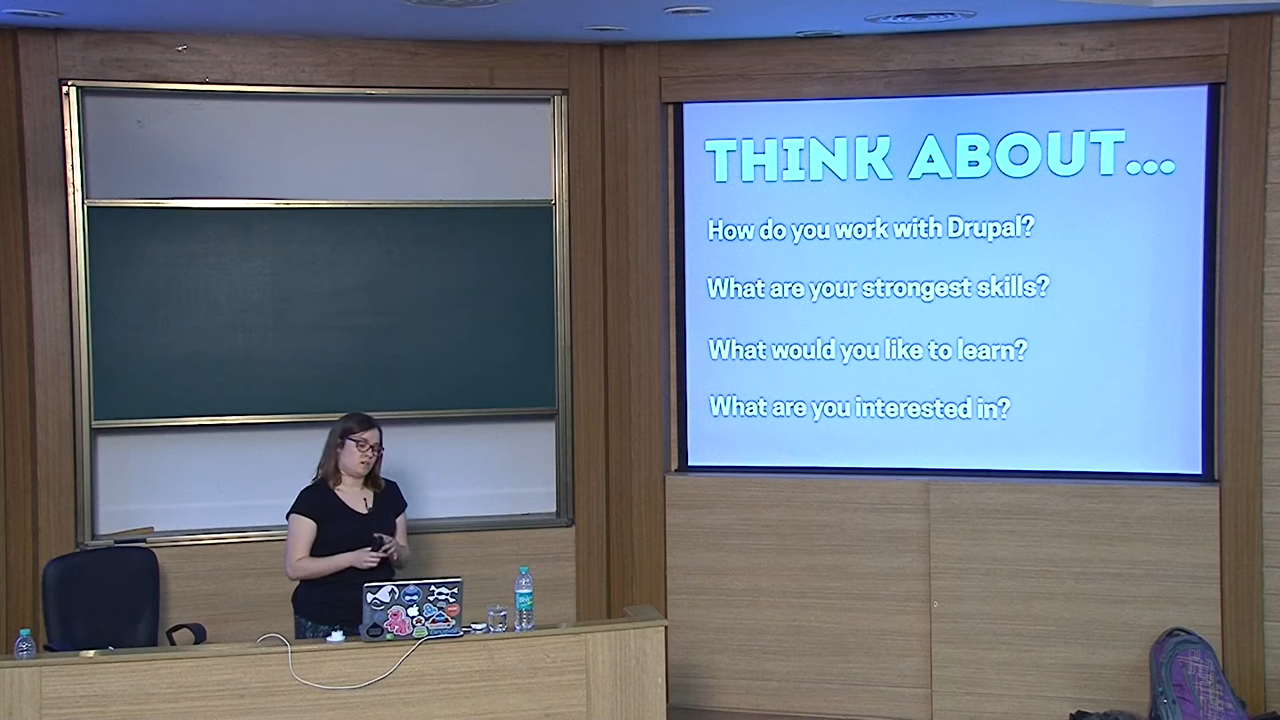 THINK ABOUT...
How do you work with Drupal?
What are your strongest skills?
What would you like to learn?
What are you interested in?